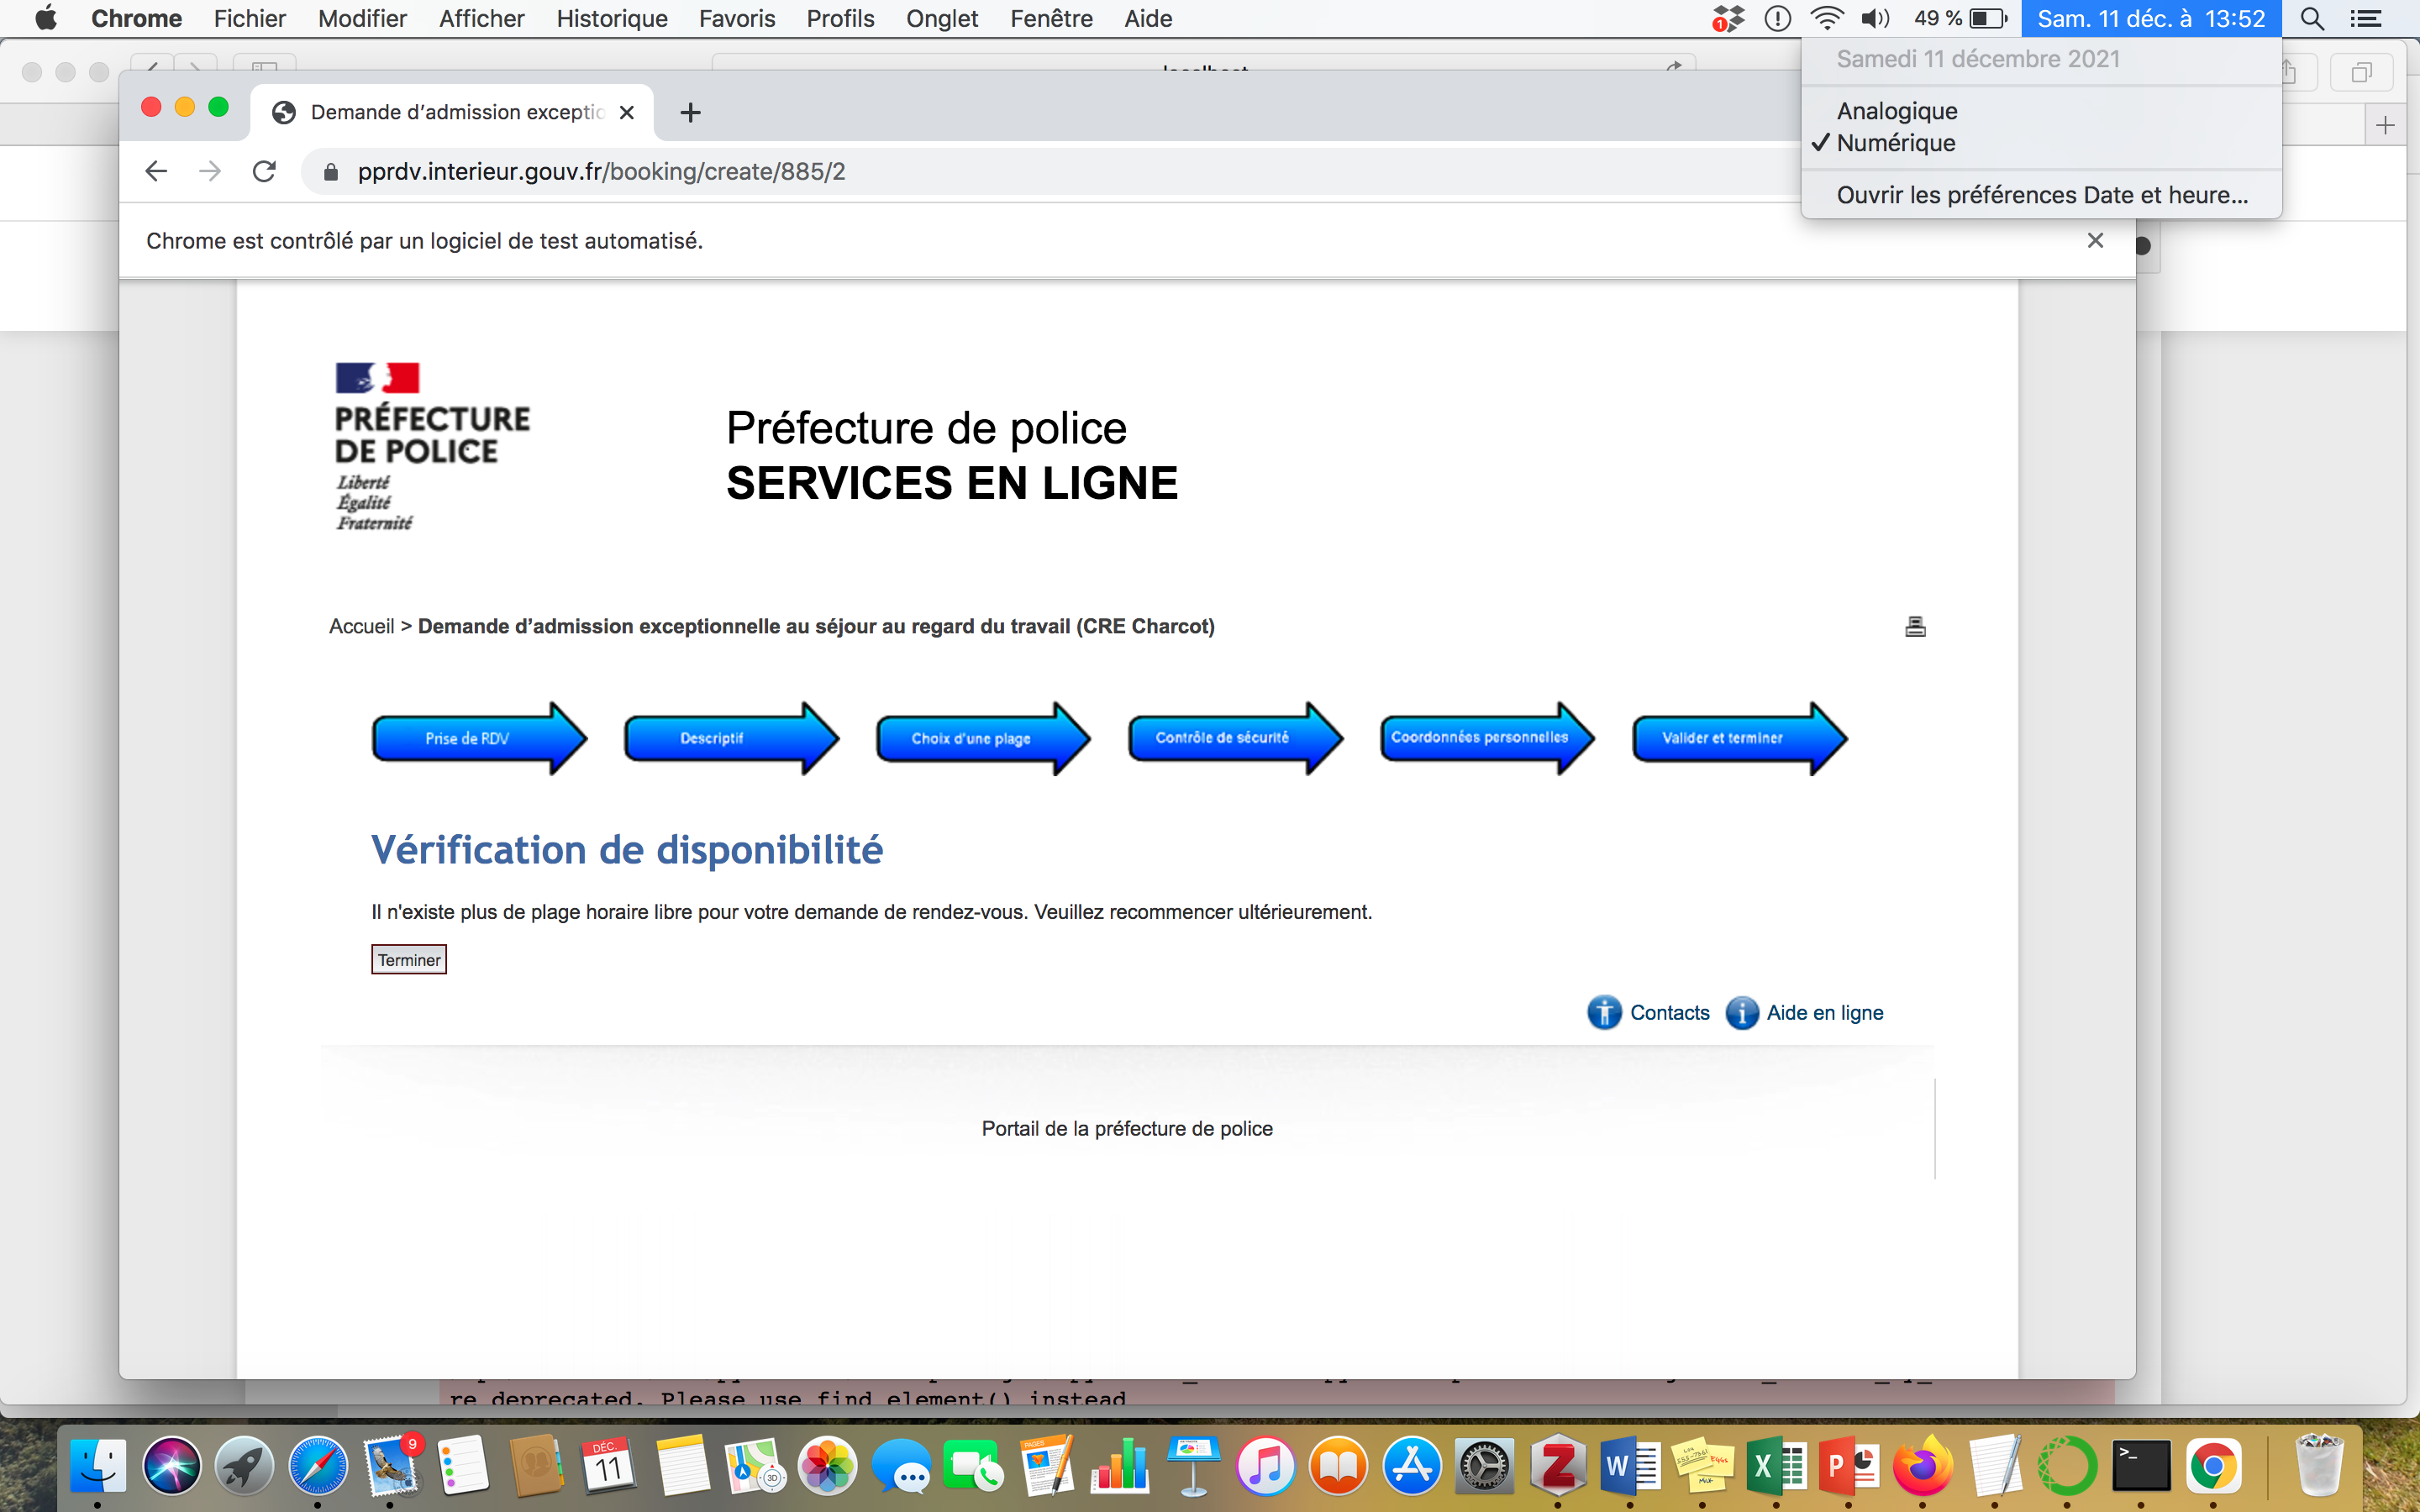 Chrome Fichier Modifier Afficher Historique Favoris Profils Onglet Fenêtre Aide 1 49 % Sam. 11 déc. à 13:52
Samedi 11 décembre 2021
Analogique
✓ Numérique
Ouvrir les préférences Date et heure...
localhost
Demande d'admission exceptio
pprdv.interieur.gouv.fr/booking/create/885/2
Chrome est contrôlé par un logiciel de test automatisé.
PRÉFECTURE
DE POLICE
Liberté
Égalité
Fraternité
Préfecture de police
SERVICES EN LIGNE
Accueil > Demande d'admission exceptionnelle au séjour au regard du travail (CRE Charcot)
Prise de RDV
Descriptif
Choix d'une plage
Contrôle de sécurité
Coordonnées personnelles
Valider et terminer
Vérification de disponibilité
Il n'existe plus de plage horaire libre pour votre demande de rendez-vous. Veuillez recommencer ultérieurement.
Terminer
Contacts
Aide en ligne
Portail de la préfecture de police
re deprecated. Please use find_element() instead
9
DÉC.
11
3D
PAGES
Z
W
X
P
>_